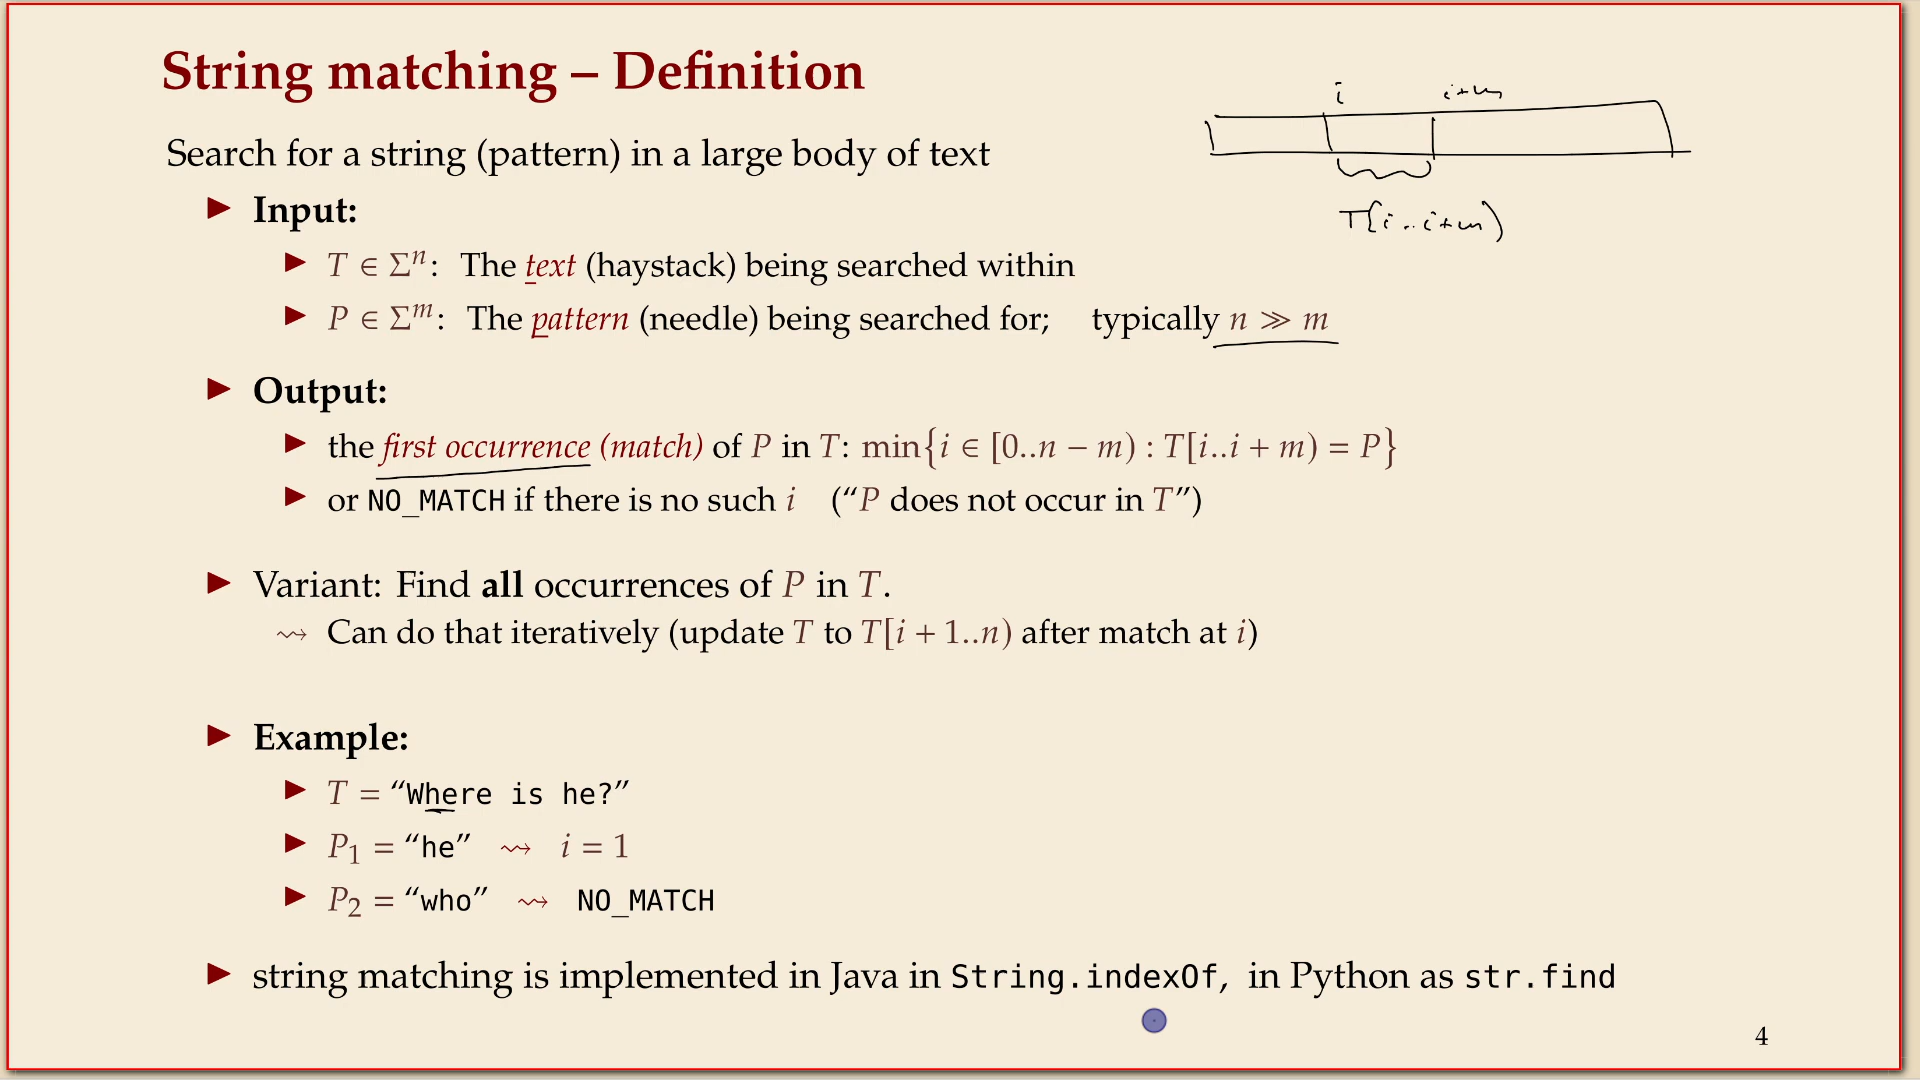 String matching – Definition
i i+m
Search for a string (pattern) in a large body of text
▶ Input:
T[i..i+m)
▶ T ∈ Σⁿ: The text (haystack) being searched within
▶ P ∈ Σᵐ: The pattern (needle) being searched for; typically n ≫ m
▶ Output:
▶ the first occurrence (match) of P in T: min{i ∈ [0..n − m) : T[i..i + m) = P}
▶ or NO_MATCH if there is no such i (“P does not occur in T”)
▶ Variant: Find all occurrences of P in T.
⇝ Can do that iteratively (update T to T[i + 1..n) after match at i)
▶ Example:
▶ T = “Where is he?”
▶ P₁ = “he” ⇝ i = 1
▶ P₂ = “who” ⇝ NO_MATCH
▶ string matching is implemented in Java in String.indexOf, in Python as str.find
4